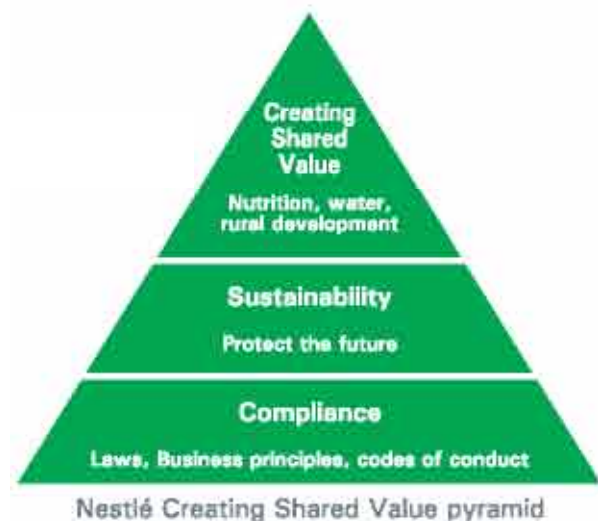 Creating
Shared
Value
Nutrition, water,
rural development
Sustainability
Protect the future
Compliance
Laws, Business principles, codes of conduct
Nestlé Creating Shared Value pyramid